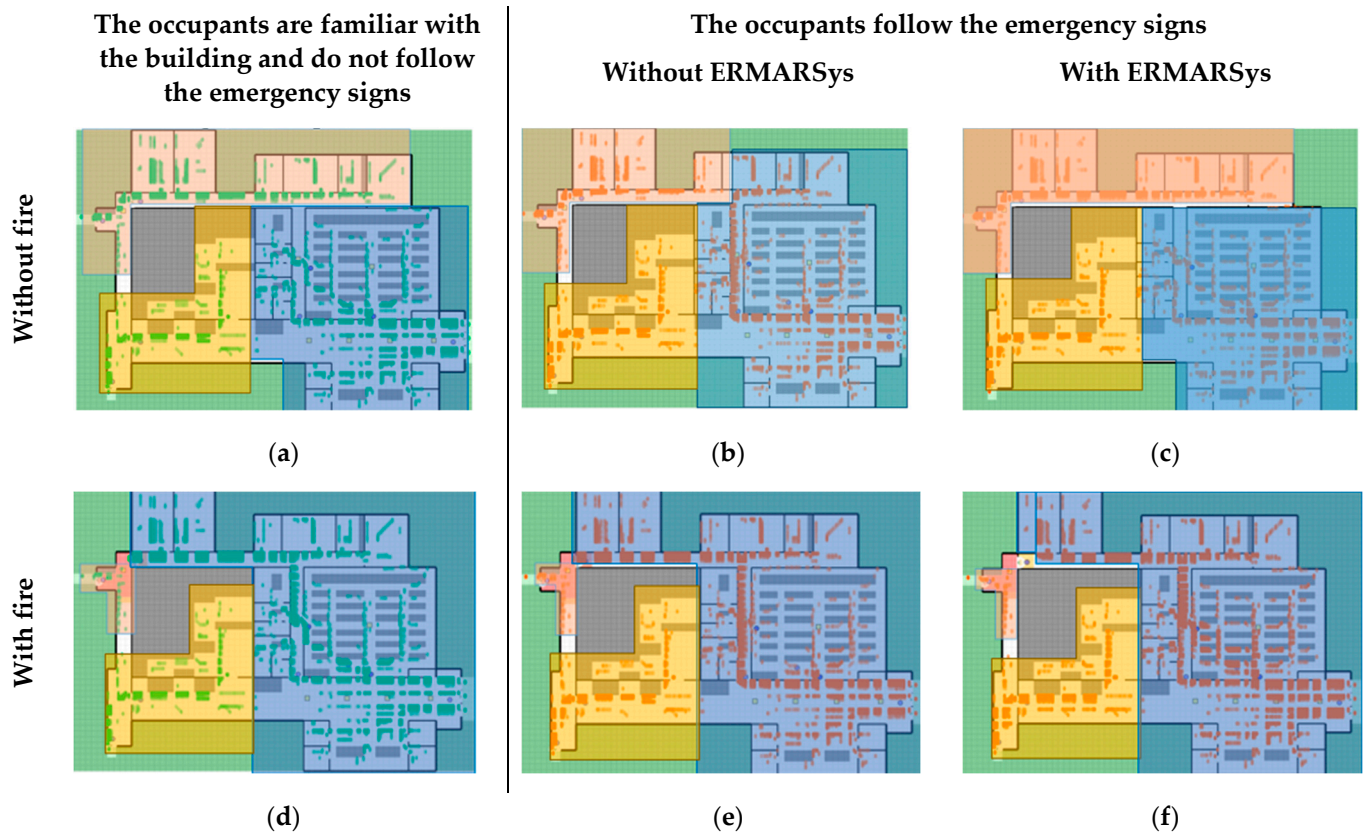 The occupants are familiar with
the building and do not follow
the emergency signs
The occupants follow the emergency signs
Without ERMARSys
With ERMARSys
Without fire
(a)
(b)
(c)
With fire
(d)
(e)
(f)